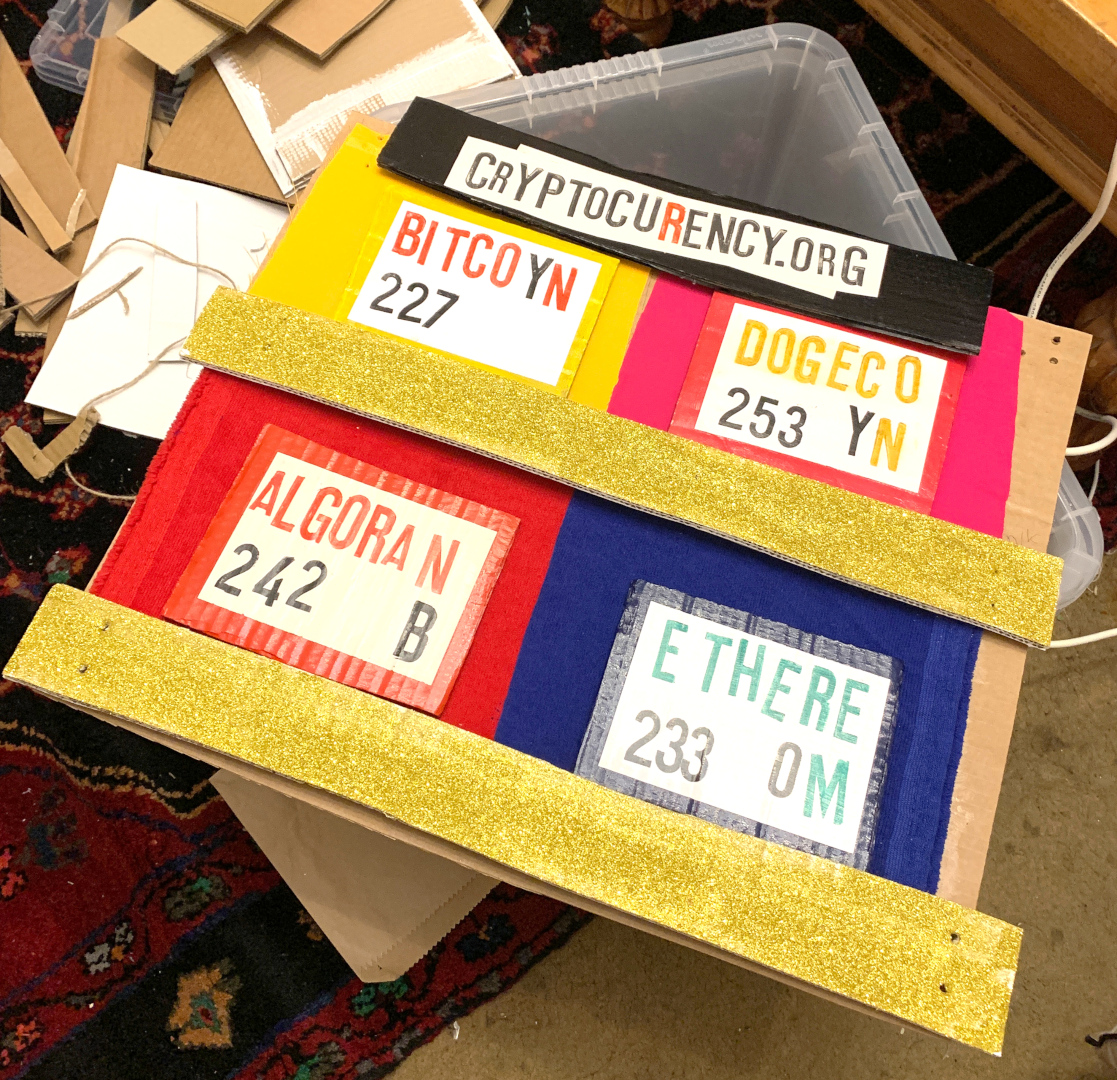 CrYPTOCURENCY.ORG
BITCOYN
227
DOGECO
253 YN
ALGORAN
242 B
ETHERE
233 OM